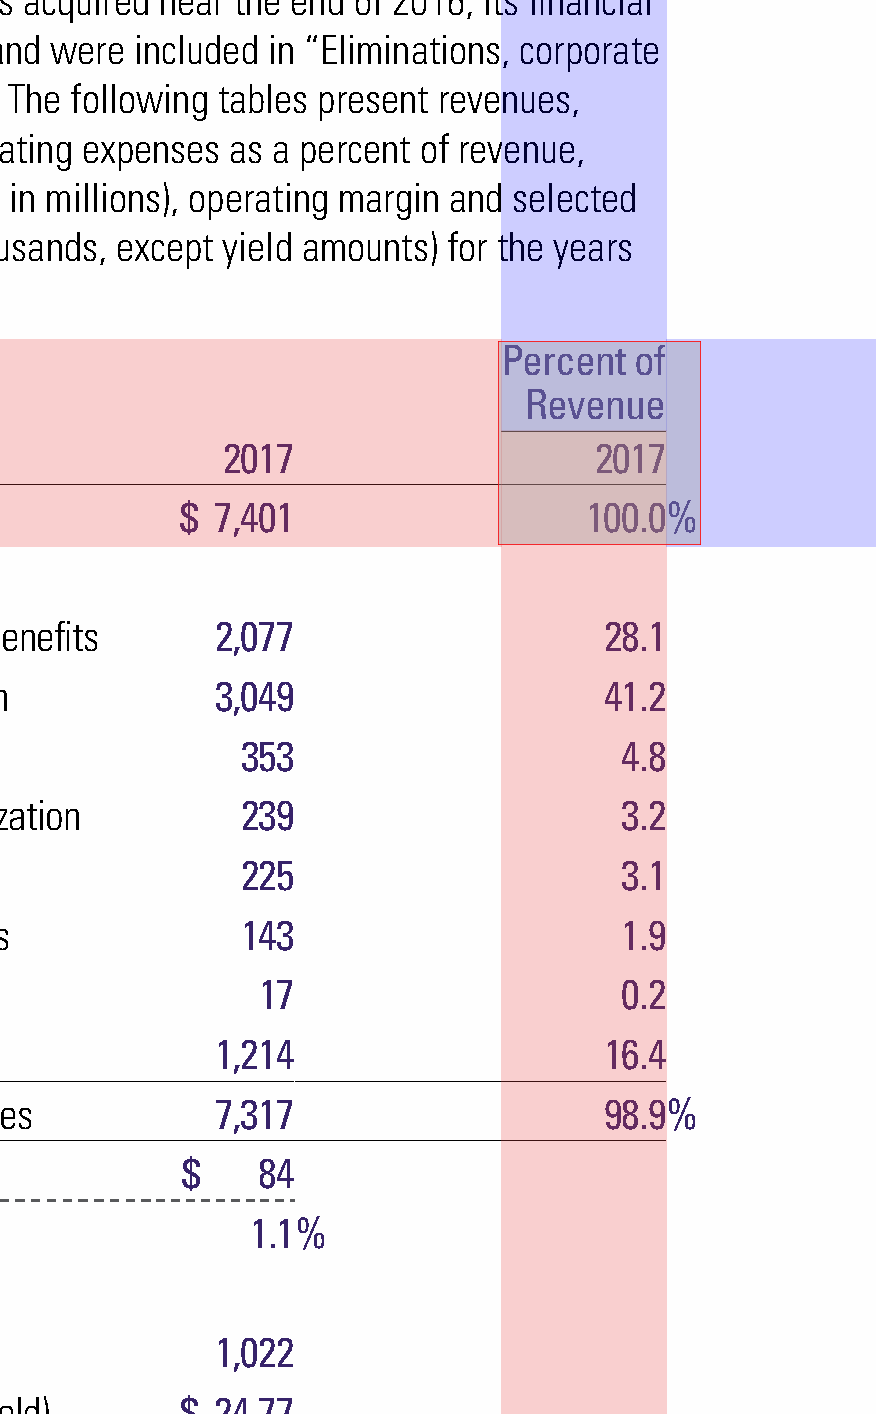 s acquired near the end of 2016, its financial
and were included in “Eliminations, corporate
The following tables present revenues,
ating expenses as a percent of revenue,
in millions), operating margin and selected
usands, except yield amounts) for the years
Percent of
Revenue
2017 2017
$ 7,401 100.0%
enefits 2,077 28.1
n 3,049 41.2
353 4.8
zation 239 3.2
225 3.1
s 143 1.9
17 0.2
1,214 16.4
es 7,317 98.9%
$ 84
1.1%
1,022
old) $ 24.77